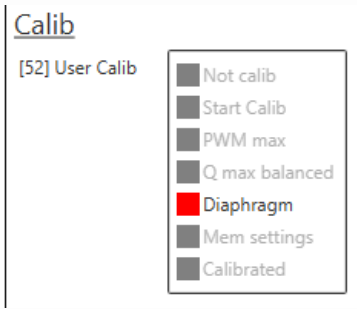 Calib
[52] User Calib
Not calib
Start Calib
PWM max
Q max balanced
Diaphragm
Mem settings
Calibrated